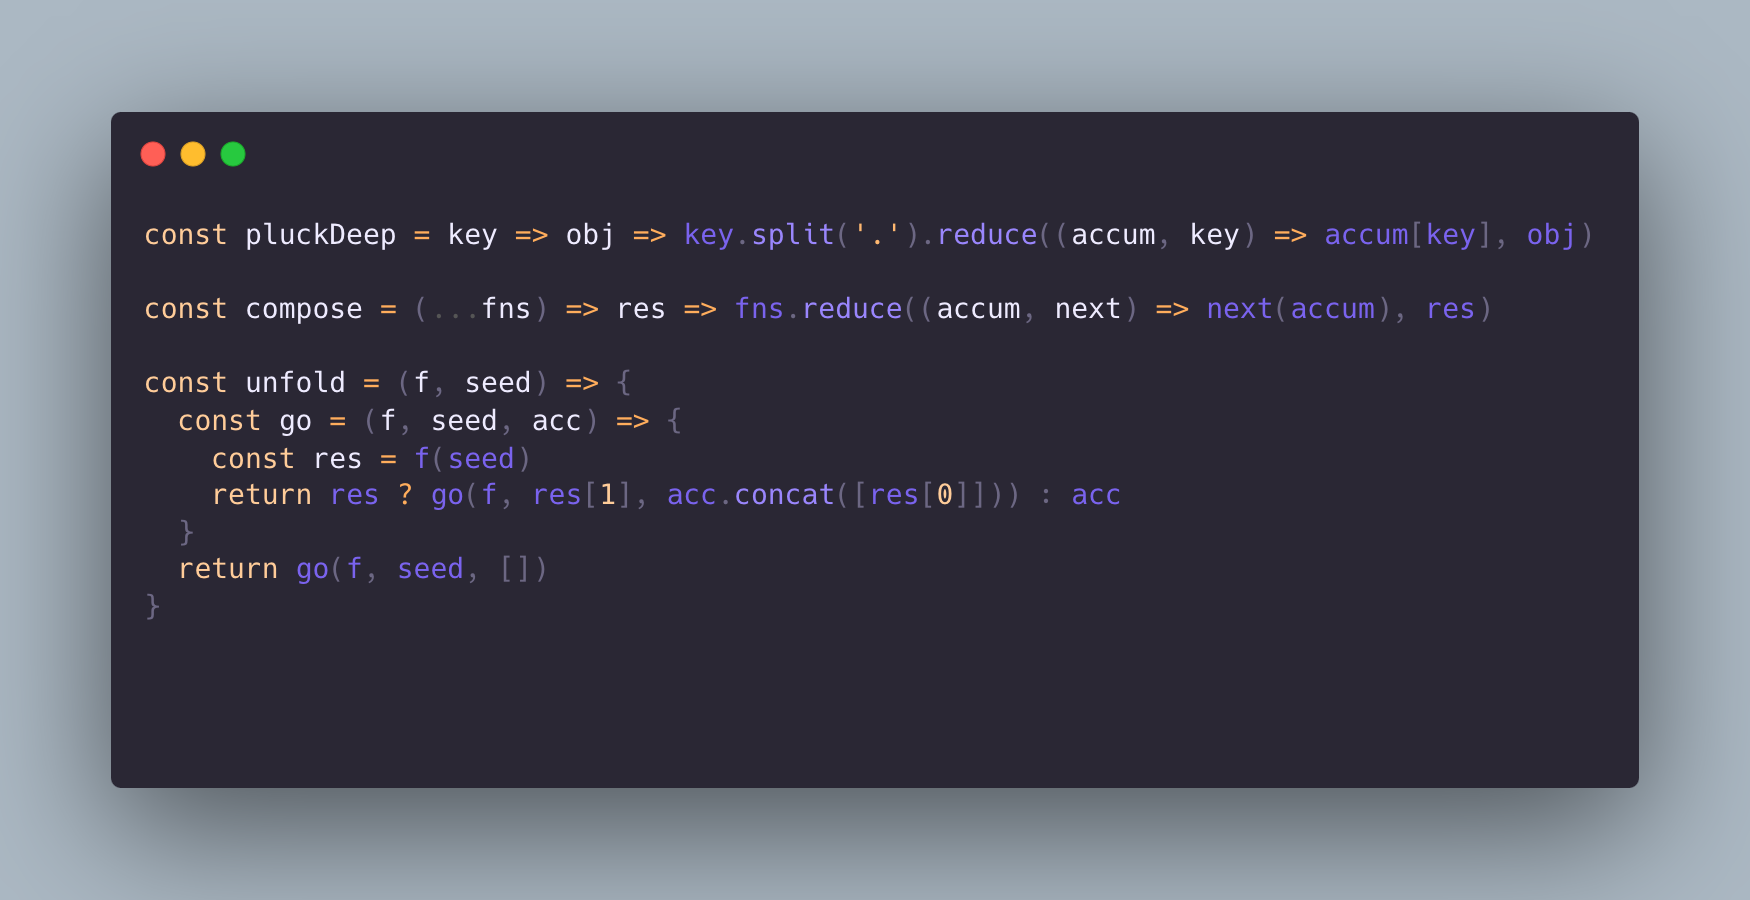 const pluckDeep = key => obj => key.split('.').reduce((accum, key) => accum[key], obj)
const compose = (...fns) => res => fns.reduce((accum, next) => next(accum), res)
const unfold = (f, seed) => {
  const go = (f, seed, acc) => {
    const res = f(seed)
    return res ? go(f, res[1], acc.concat([res[0]])) : acc
  }
  return go(f, seed, [])
}